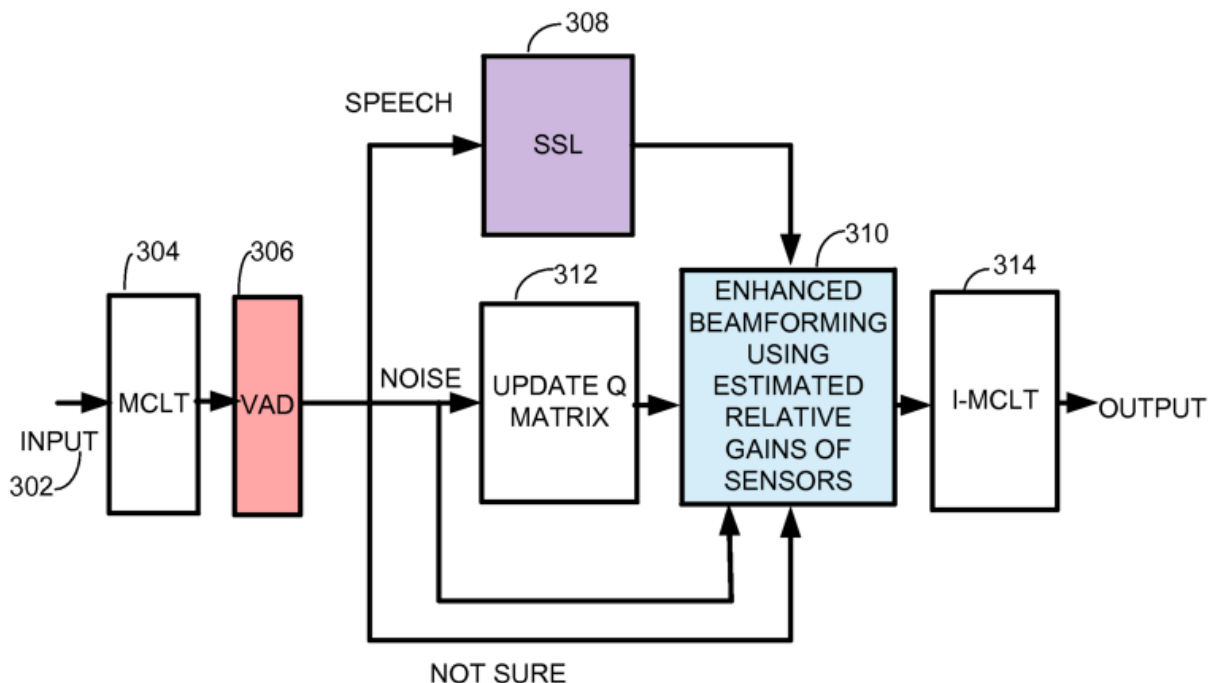 308
SPEECH
SSL
304
306
310
314
312
ENHANCED
BEAMFORMING
USING
ESTIMATED
RELATIVE
GAINS OF
SENSORS
NOISE
UPDATE Q
MATRIX
MCLT
VAD
I-MCLT
OUTPUT
INPUT
302
NOT SURE